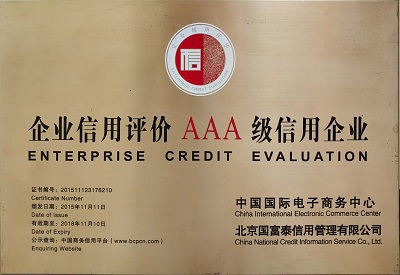 信
企业信用评价 AAA 级信用企业
ENTERPRISE CREDIT EVALUATION
证书编号：201511123176210
Certificate Number
颁发日期：2015年11月11日
Date of Issue
有效期至：2018年11月10日
Date of Expiry
公示查询：中国商务信用平台（www.bcpcn.com）
Enquiring Website
中国国际电子商务中心
China International Electronic Commerce Center
北京国富泰信用管理有限公司
China National Credit Information Service Co., Ltd.